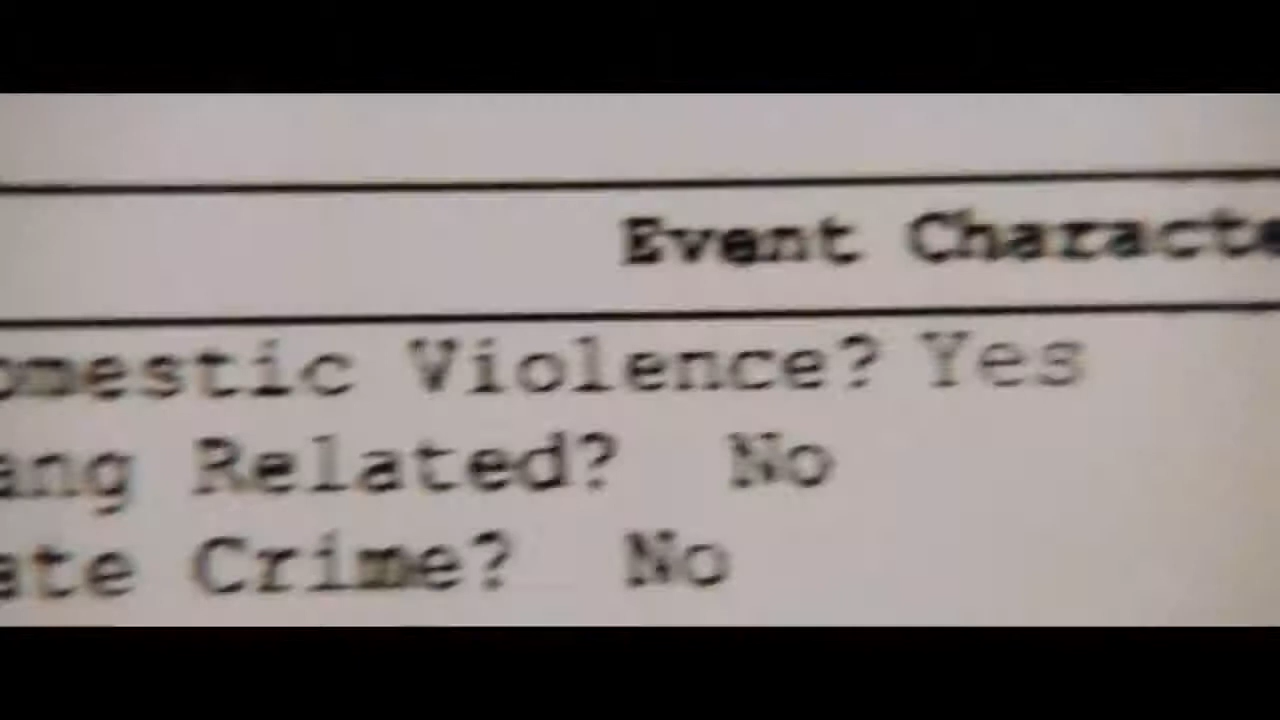 Event Characte
omestic Violence? Yes
ang Related? No
ate Crime? No